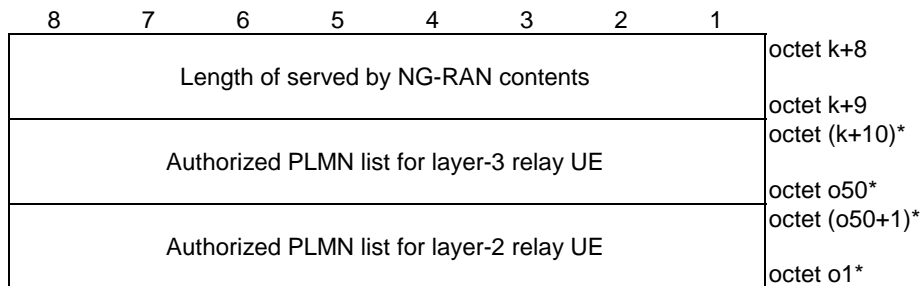 8 7 6 5 4 3 2 1
octet k+8
Length of served by NG-RAN contents
octet k+9
octet (k+10)*
Authorized PLMN list for layer-3 relay UE
octet o50*
octet (o50+1)*
Authorized PLMN list for layer-2 relay UE
octet o1*